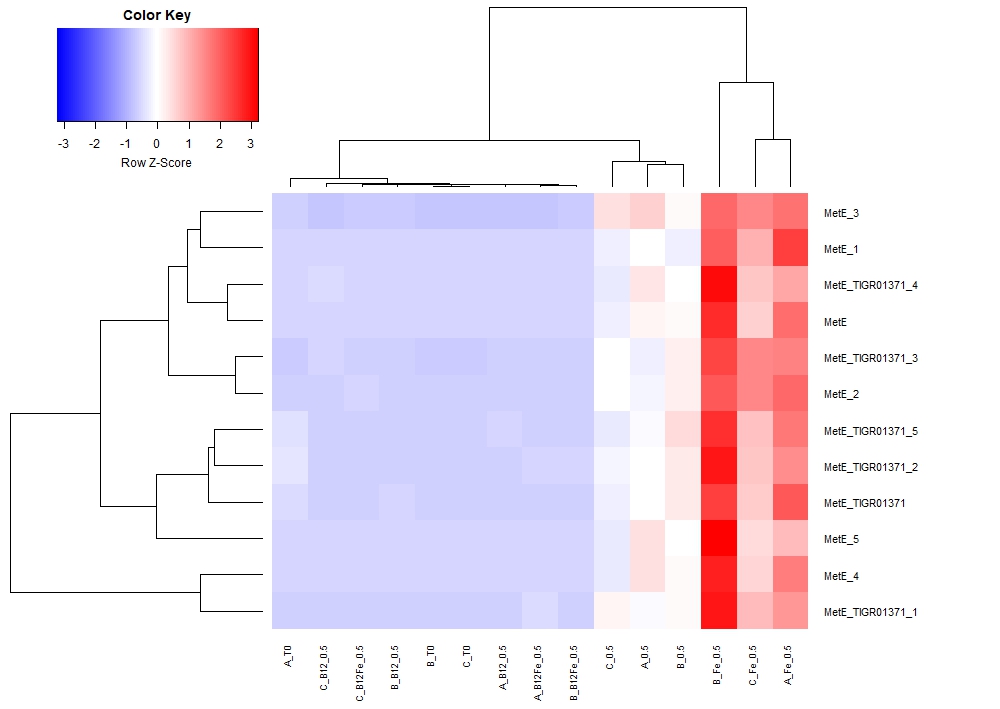 Color Key
-3 -2 -1 0 1 2 3
Row Z-Score
MetE_3
MetE_1
MetE_TIGR01371_4
MetE
MetE_TIGR01371_3
MetE_2
MetE_TIGR01371_5
MetE_TIGR01371_2
MetE_TIGR01371
MetE_5
MetE_4
MetE_TIGR01371_1
A_T0
C_B12_0.5
C_B12Fe_0.5
B_B12_0.5
B_T0
C_T0
A_B12_0.5
A_B12Fe_0.5
B_B12Fe_0.5
C_0.5
A_0.5
B_0.5
B_Fe_0.5
C_Fe_0.5
A_Fe_0.5